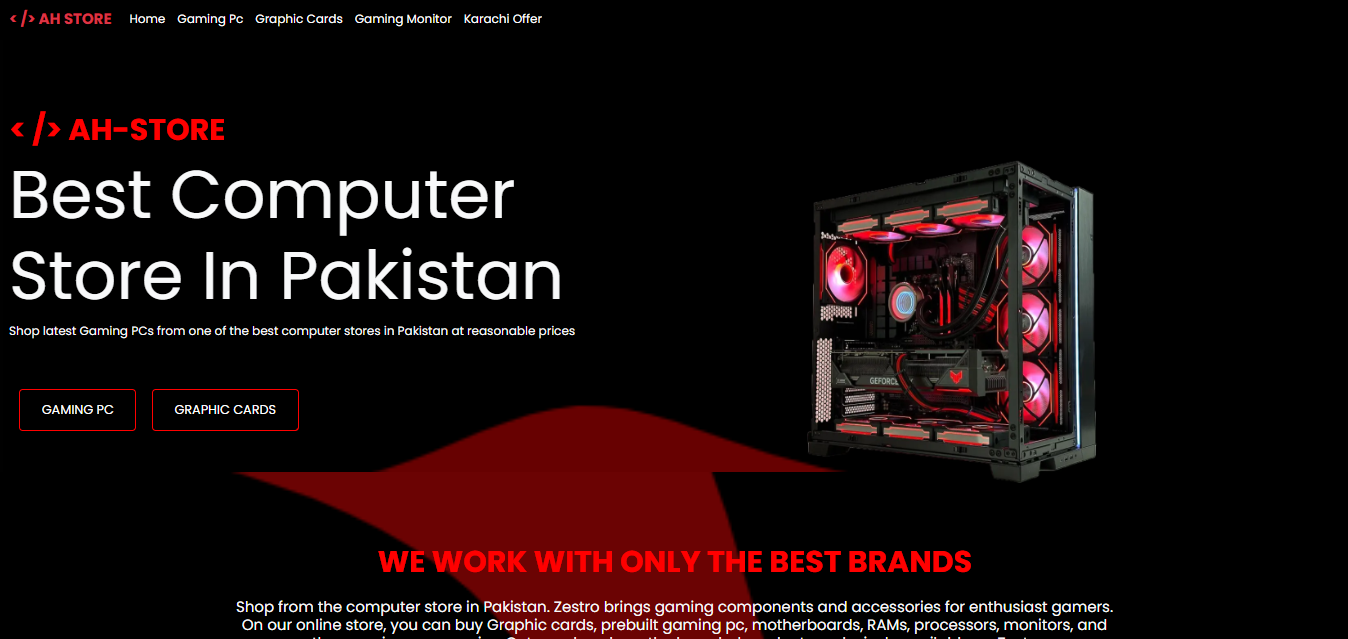 </> AH STORE Home Gaming Pc Graphic Cards Gaming Monitor Karachi Offer
</> AH-STORE
Best Computer
Store In Pakistan
Shop latest Gaming PCs from one of the best computer stores in Pakistan at reasonable prices
GAMING PC GRAPHIC CARDS
GEFORCE
WE WORK WITH ONLY THE BEST BRANDS
Shop from the computer store in Pakistan. Zestro brings gaming components and accessories for enthusiast gamers.
On our online store, you can buy Graphic cards, prebuilt gaming pc, motherboards, RAMs, processors, monitors, and